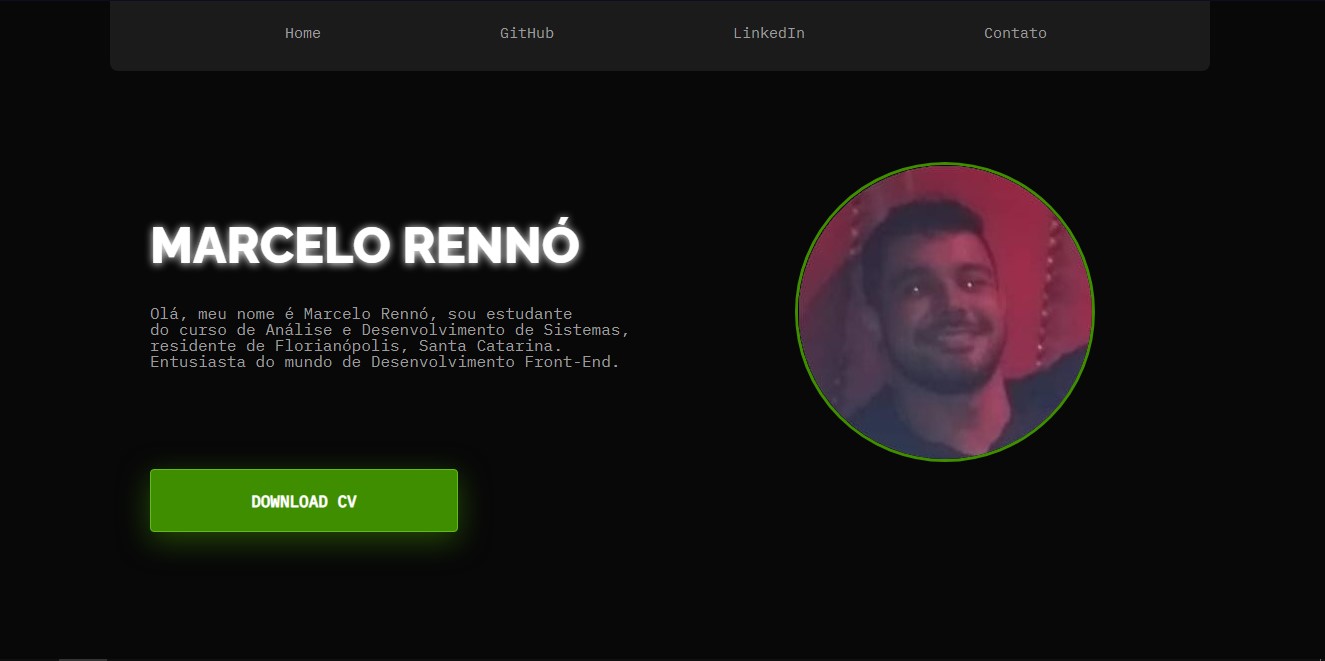 Home GitHub LinkedIn Contato
MARCELO RENNÓ
Olá, meu nome é Marcelo Rennó, sou estudante
do curso de Análise e Desenvolvimento de Sistemas,
residente de Florianópolis, Santa Catarina.
Entusiasta do mundo de Desenvolvimento Front-End.
DOWNLOAD CV